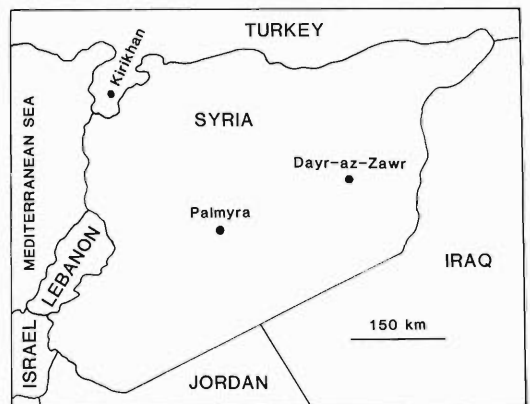 TURKEY
Kirikhan
MEDITERRANEAN SEA
SYRIA
Dayr-az-Zawr
Palmyra
LEBANON
IRAQ
150 km
ISRAEL
JORDAN